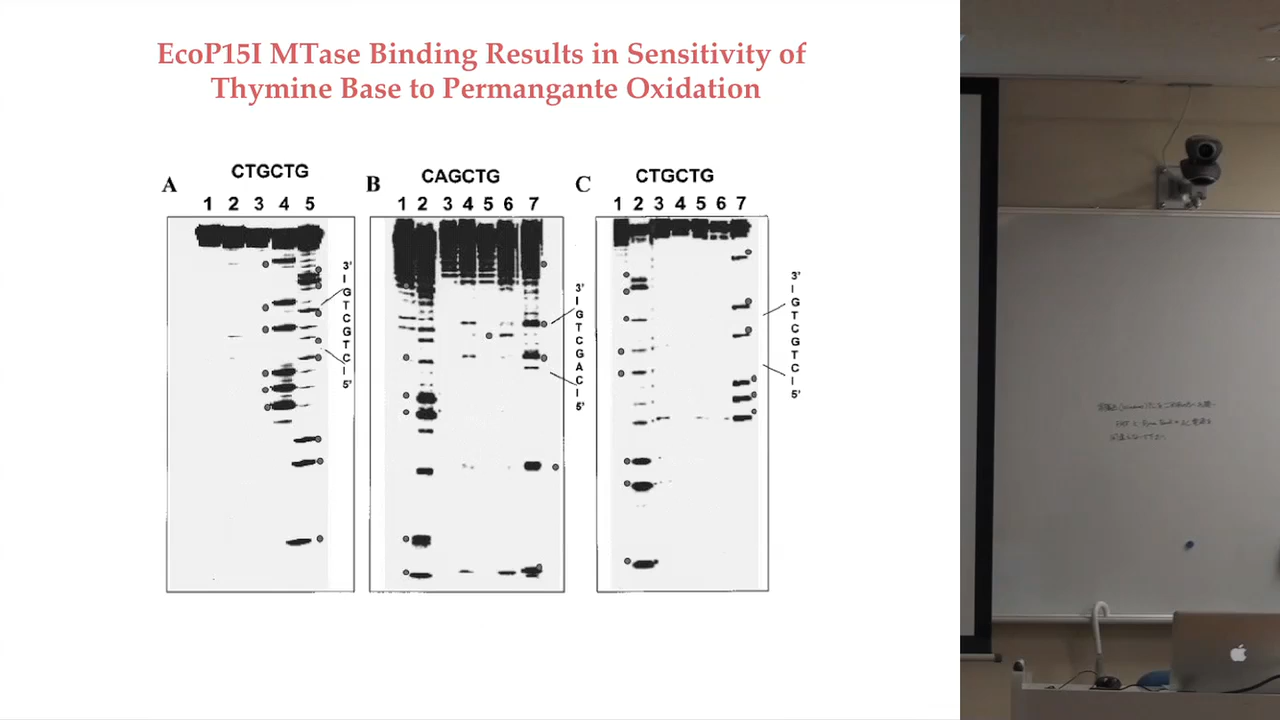 EcoP15I MTase Binding Results in Sensitivity of
Thymine Base to Permangante Oxidation
A
CTGCTG
1 2 3 4 5
3'
I
G
T
C
G
T
C
I
5'
B
CAGCTG
1 2 3 4 5 6 7
3'
I
G
T
C
G
A
C
I
5'
C
CTGCTG
1 2 3 4 5 6 7
3'
I
G
T
C
G
T
C
I
5'